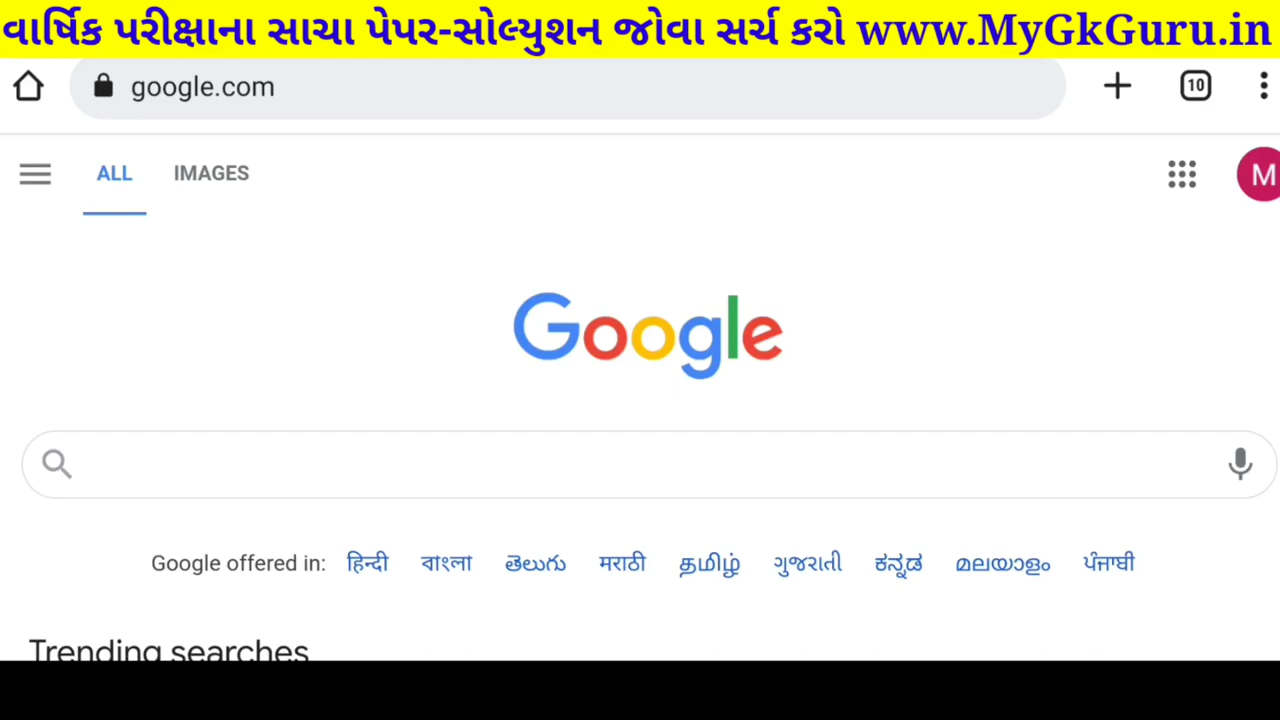 વાર્ષિક પરીક્ષાના સાચા પેપર-સોલ્યુશન જોવા સર્ચ કરો www.MyGkGuru.in
google.com 10
ALL IMAGES M
Google
Google offered in: हिन्दी বাংলা తెలుగు मराठी தமிழ் ગુજરાતી ಕನ್ನಡ മലയാളം ਪੰਜਾਬੀ
Trending searches